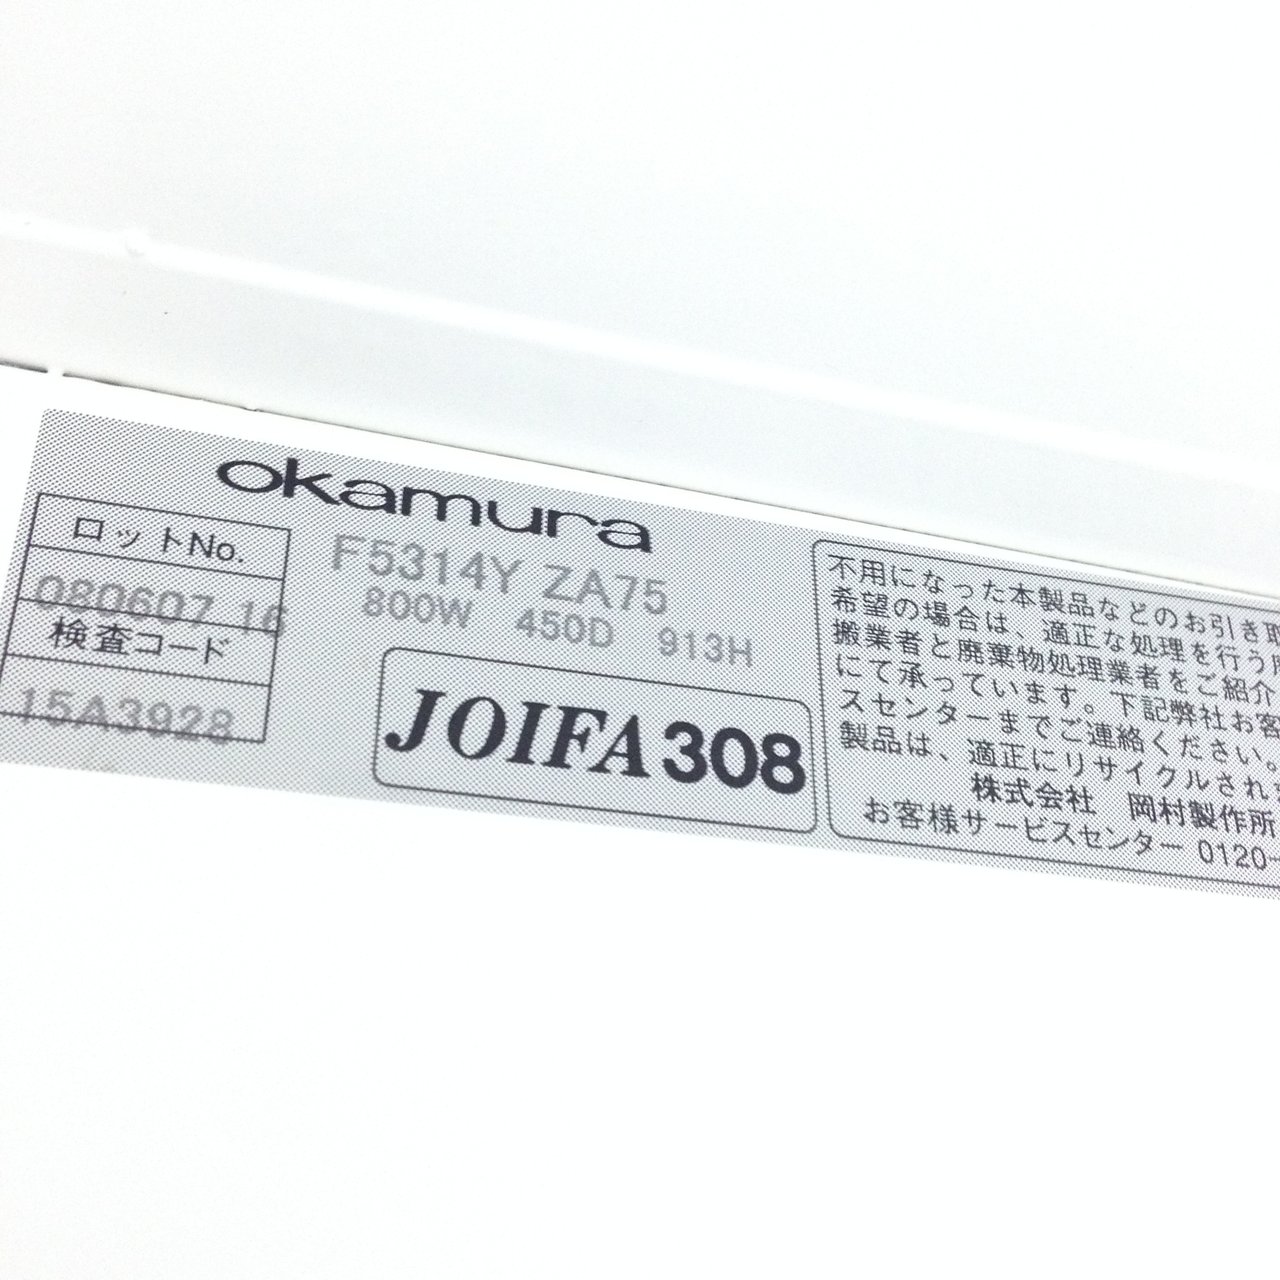 okamura
F5314Y ZA75
800W 450D 913H
ロットNo.
080607 16
検査コード
15A3928
JOIFA308
不用になった本製品などのお引き取
希望の場合は、適正な処理を行う
搬業者と廃棄物処理業者をご紹介
にて承っています。下記弊社お客
スセンターまでご連絡ください。
製品は、適正にリサイクルされ
株式会社 岡村製作所
お客様サービスセンター 0120-